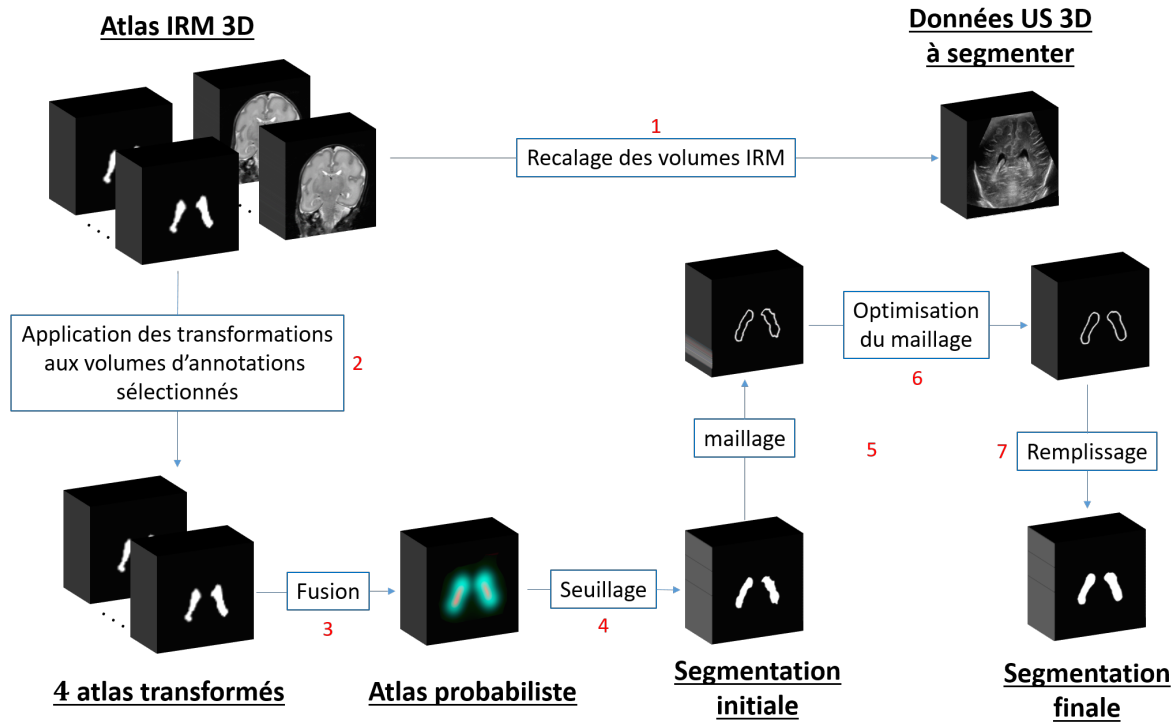 Atlas IRM 3D
Données US 3D
à segmenter
1
Recalage des volumes IRM
Application des transformations
aux volumes d'annotations
sélectionnés
2
Optimisation
du maillage
6
maillage
5
7
Remplissage
Fusion
3
Seuillage
4
4 atlas transformés
Atlas probabiliste
Segmentation
initiale
Segmentation
finale